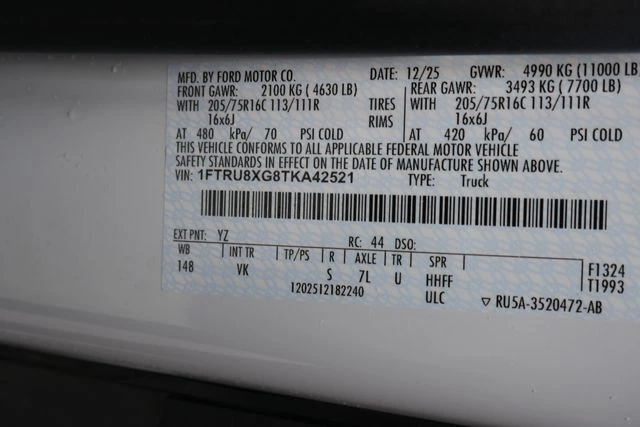 MFD. BY FORD MOTOR CO. DATE: 12/25 GVWR: 4990 KG (11000 LB)
FRONT GAWR: 2100 KG ( 4630 LB) REAR GAWR: 3493 KG ( 7700 LB)
WITH 205/75R16C 113/111R TIRES WITH 205/75R16C 113/111R
16x6J RIMS 16x6J
AT 480 kPa/ 70 PSI COLD AT 420 kPa/ 60 PSI COLD
THIS VEHICLE CONFORMS TO ALL APPLICABLE FEDERAL MOTOR VEHICLE
SAFETY STANDARDS IN EFFECT ON THE DATE OF MANUFACTURE SHOWN ABOVE.
VIN: 1FTRU8XG8TKA42521 TYPE: Truck
EXT PNT: YZ RC: 44 DSO:
WB INT TR TP/PS R AXLE TR SPR F1324
148 VK S 7L U HHFF T1993
1202512182240 ULC ▽ RU5A-3520472-AB